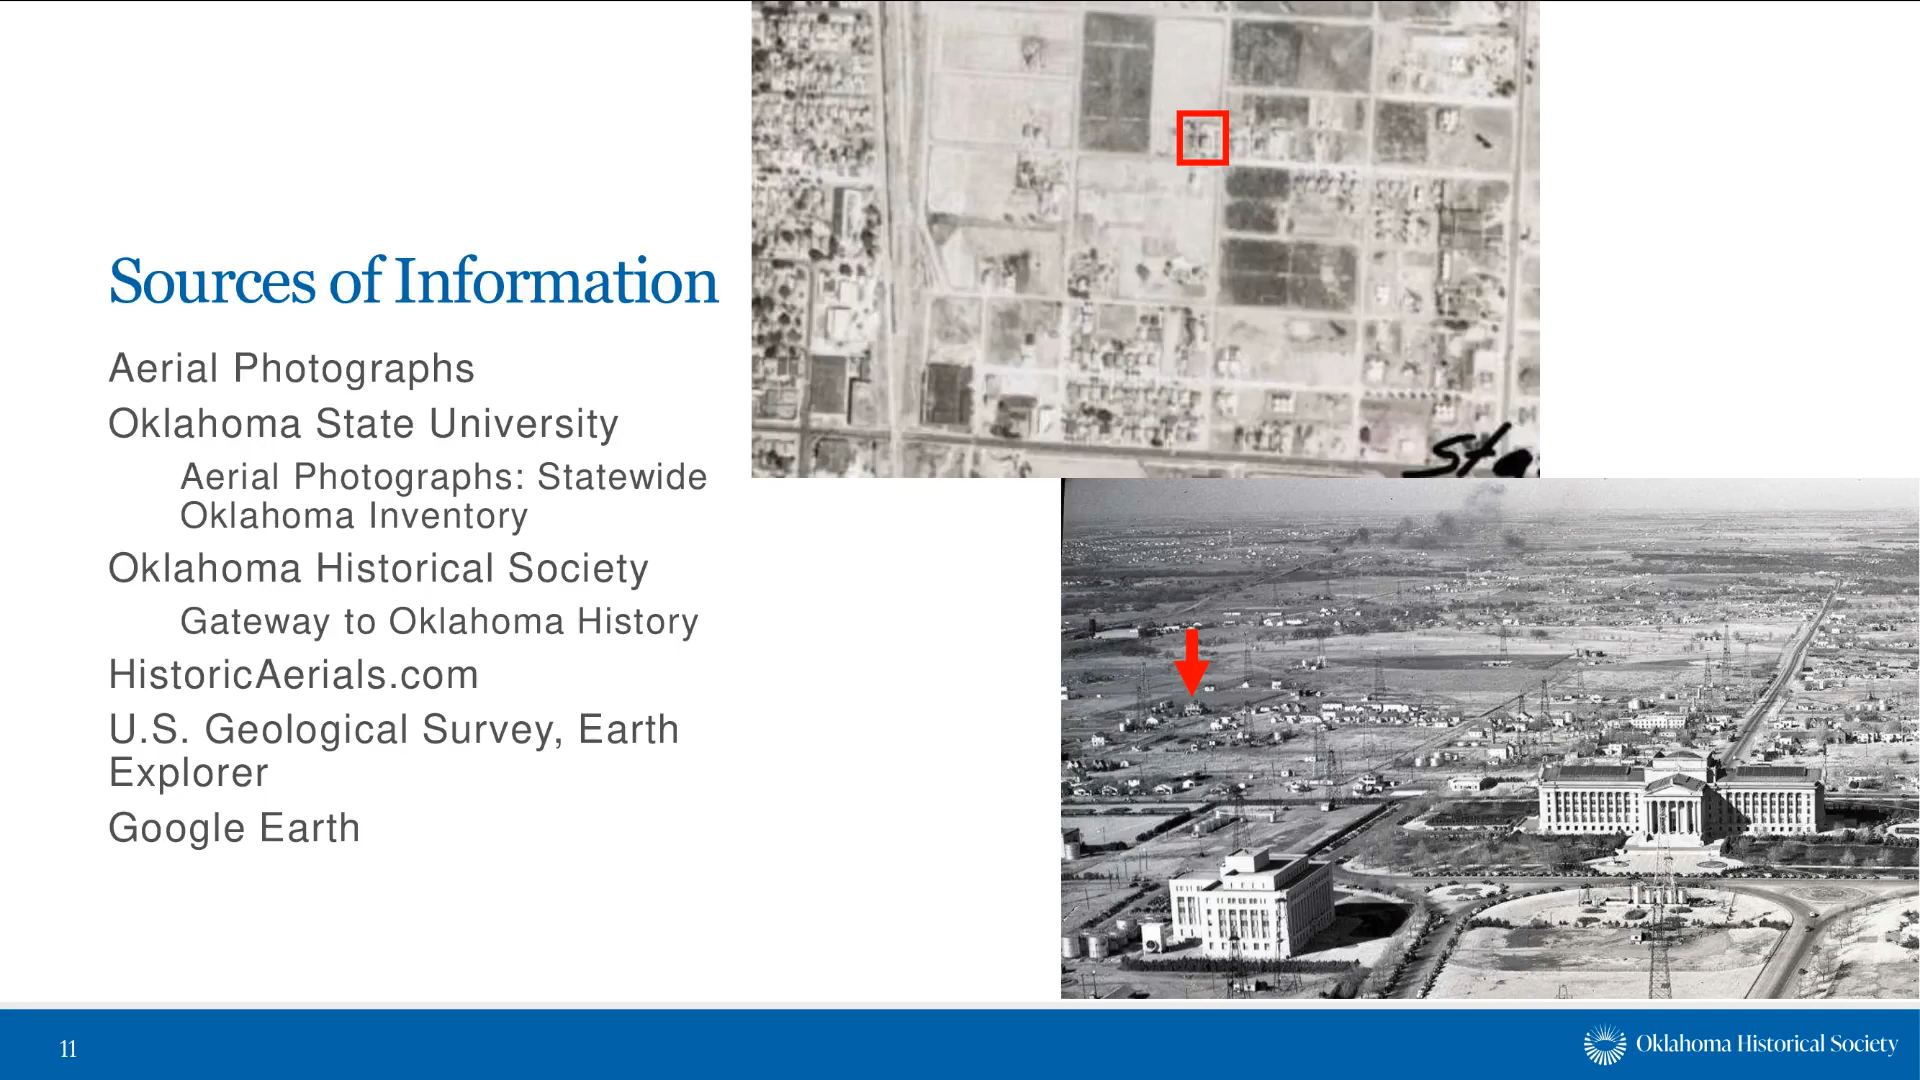 Sources of Information
Aerial Photographs
Oklahoma State University
Aerial Photographs: Statewide
Oklahoma Inventory
Oklahoma Historical Society
Gateway to Oklahoma History
HistoricAerials.com
U.S. Geological Survey, Earth
Explorer
Google Earth
Sta
11
Oklahoma Historical Society